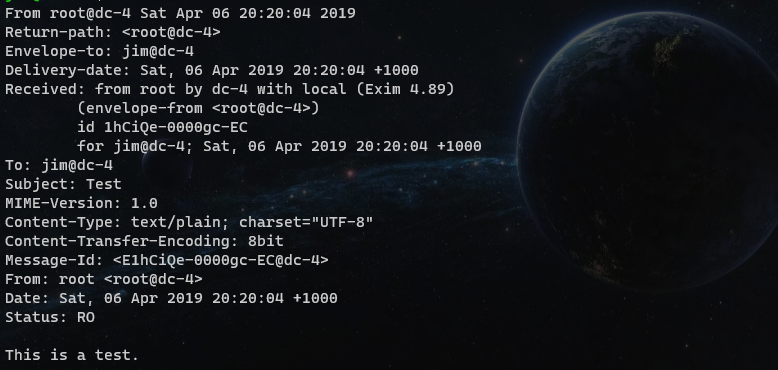 From root@dc-4 Sat Apr 06 20:20:04 2019
Return-path: <root@dc-4>
Envelope-to: jim@dc-4
Delivery-date: Sat, 06 Apr 2019 20:20:04 +1000
Received: from root by dc-4 with local (Exim 4.89)
        (envelope-from <root@dc-4>)
        id 1hCiQe-0000gc-EC
        for jim@dc-4; Sat, 06 Apr 2019 20:20:04 +1000
To: jim@dc-4
Subject: Test
MIME-Version: 1.0
Content-Type: text/plain; charset="UTF-8"
Content-Transfer-Encoding: 8bit
Message-Id: <E1hCiQe-0000gc-EC@dc-4>
From: root <root@dc-4>
Date: Sat, 06 Apr 2019 20:20:04 +1000
Status: RO

This is a test.